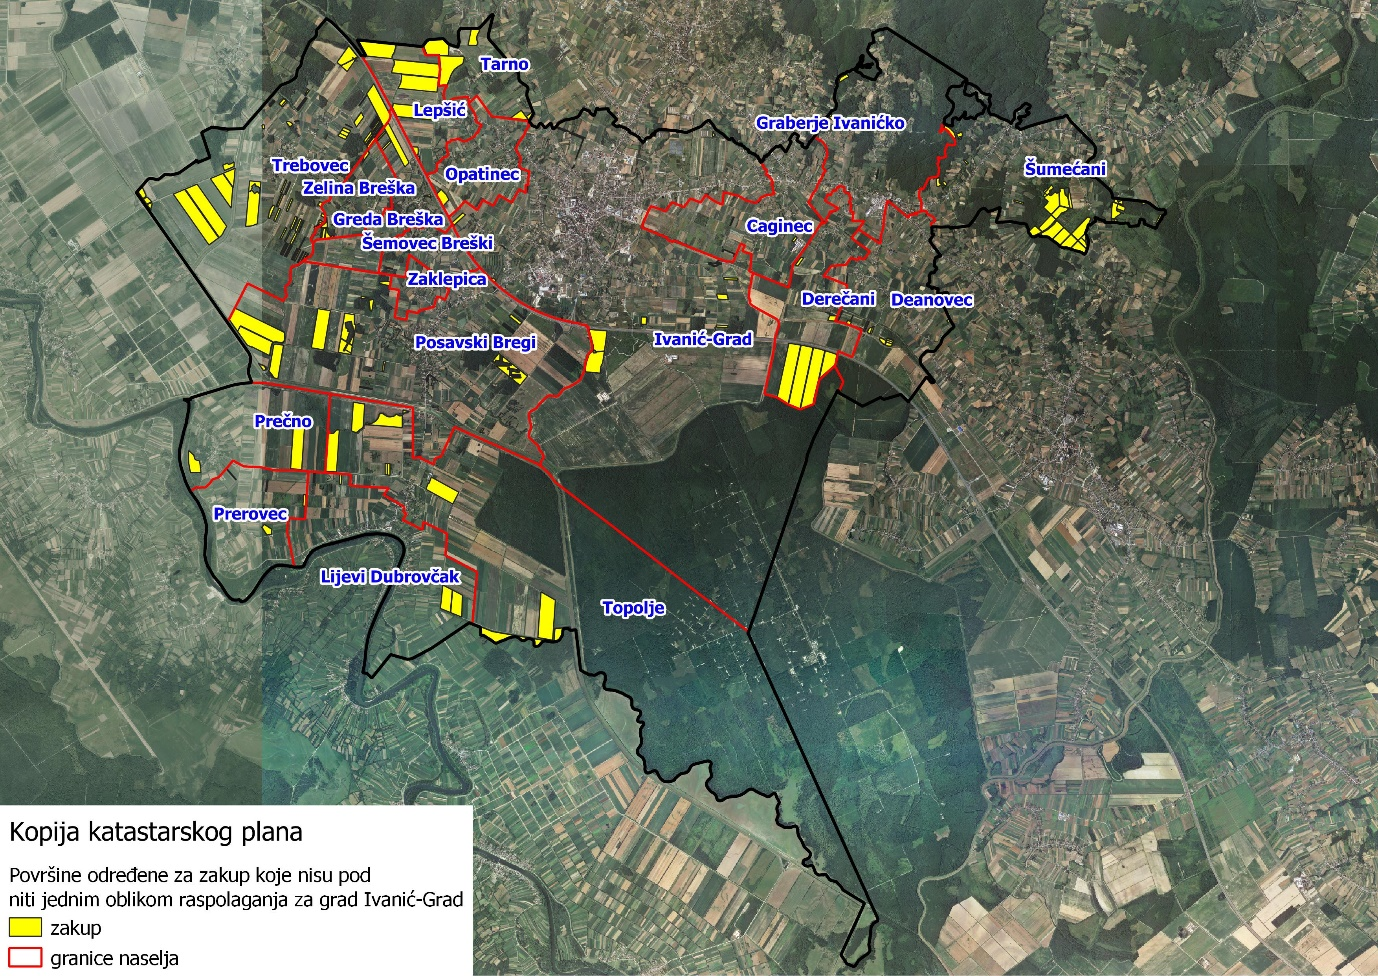 Tarno
Lepšić
Graberje Ivanićko
Trebovec
Opatinec
Šumećani
Zelina Breška
Greda Breška
Caginec
Šemovec Breški
Zaklepica
Derečani
Deanovec
Posavski Bregi
Ivanić-Grad
Prečno
Prerovec
Lijevi Dubrovčak
Topolje
Kopija katastarskog plana
Površine određene za zakup koje nisu pod
niti jednim oblikom raspolaganja za grad Ivanić-Grad
zakup
granice naselja